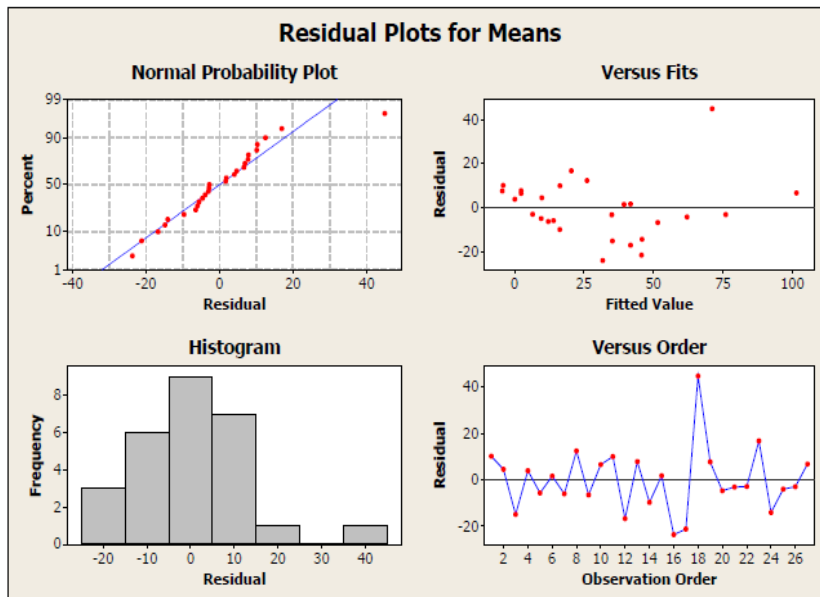 Residual Plots for Means
Normal Probability Plot
99
90
50
10
1
Percent
-40 -20 0 20 40
Residual
Versus Fits
40
20
0
-20
Residual
0 25 50 75 100
Fitted Value
Histogram
8
6
4
2
0
Frequency
-20 -10 0 10 20 30 40
Residual
Versus Order
40
20
0
-20
Residual
2 4 6 8 10 12 14 16 18 20 22 24 26
Observation Order